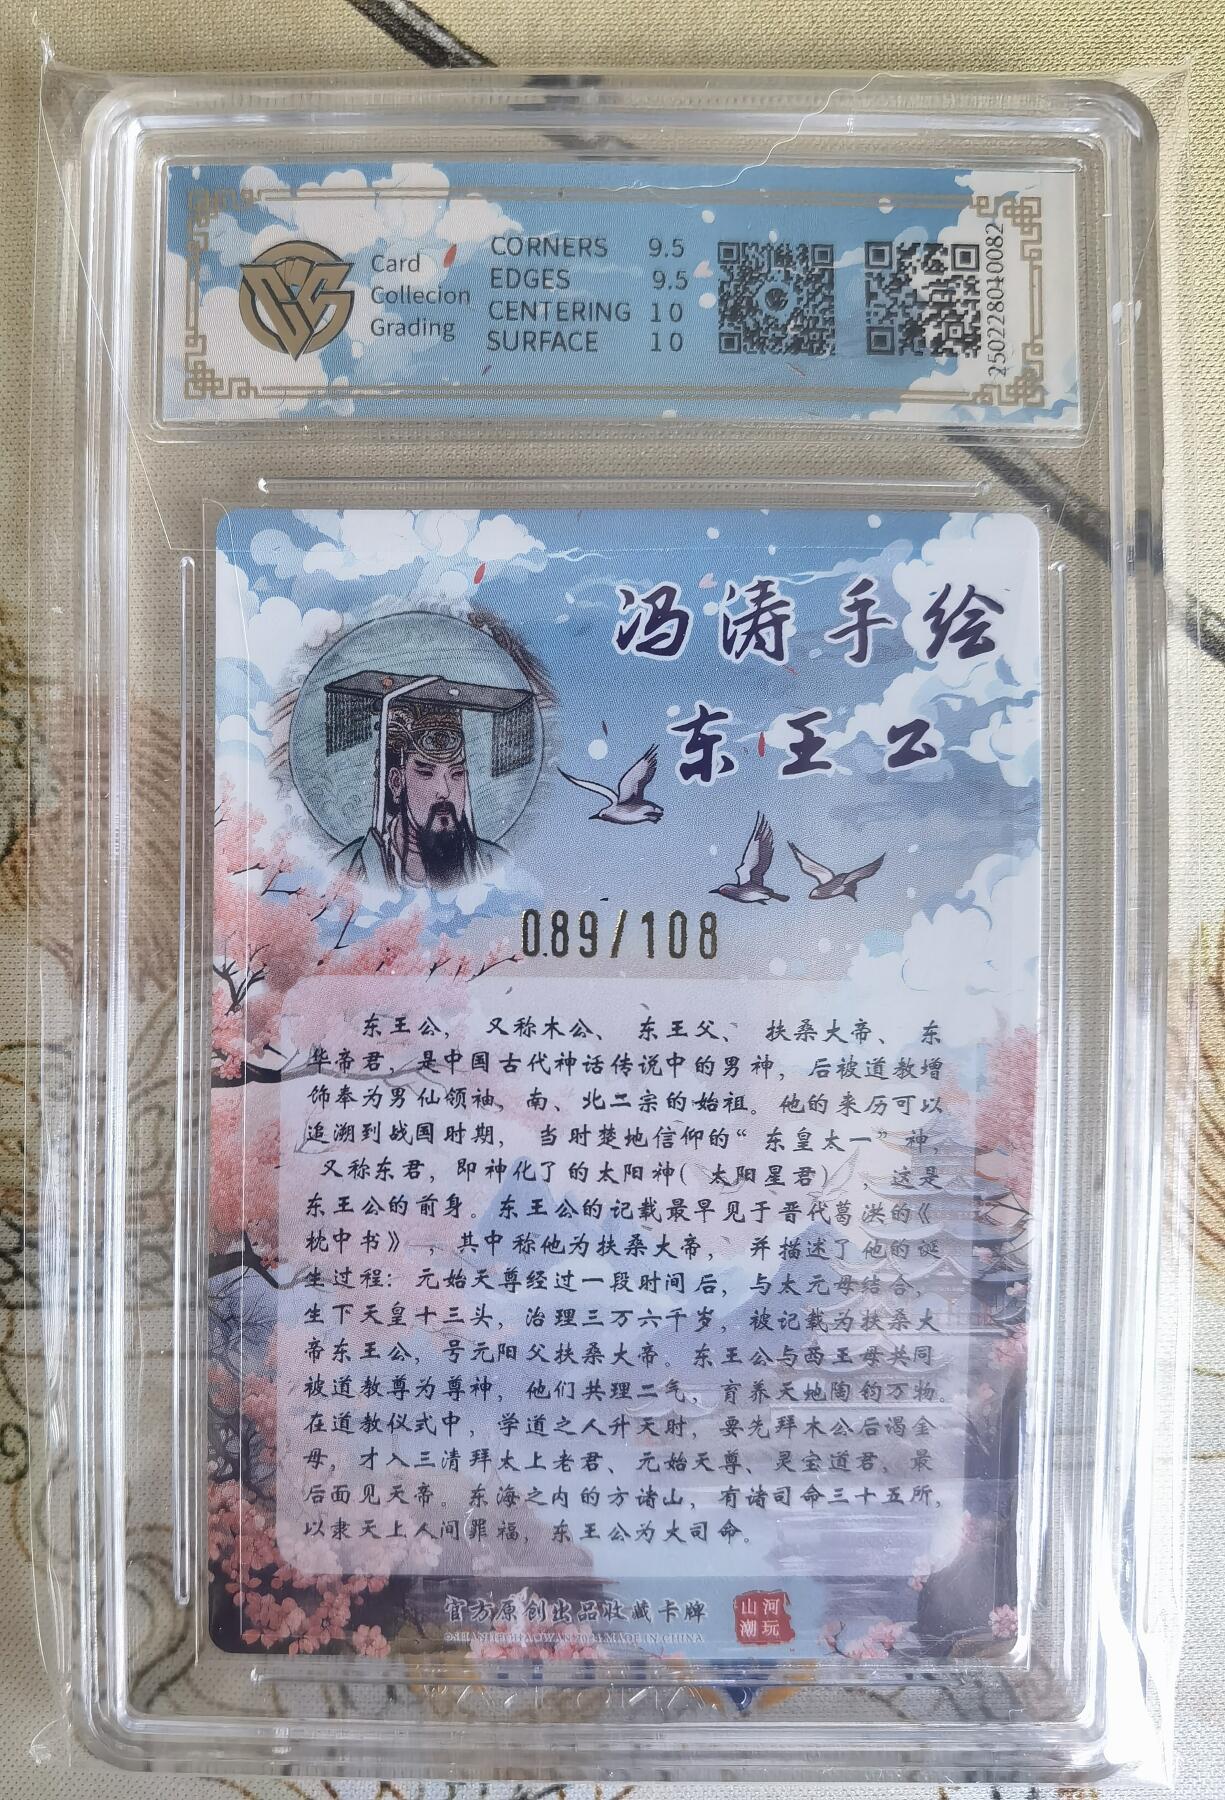 Card
Collecion
Grading
CORNERS 9.5
EDGES 9.5
CENTERING 10
SURFACE 10
2502280410082
冯涛手绘
东王公
089/108
东王公， 又称木公、 东王父、 扶桑大帝、 东
华帝君，是中国古代神话传说中的男神，后被道教增
饰奉为男仙领袖，南、北二宗的始祖。他的来历可以
追溯到战国时期， 当时楚地信仰的“东皇太一”神，
又称东君，即神化了的太阳神(太阳星君)，这是
东王公的前身。东王公的记载最早见于晋代葛洪的《
枕中书》，其中称他为扶桑大帝， 并描述了他的诞
生过程：元始天尊经过一段时间后，与太元母结合，
生下天皇十三头，治理三万六千岁，被记载为扶桑大
帝东王公，号元阳父扶桑大帝。东王公与西王母共同
被道教尊为尊神，他们共理二气，育养天地陶钧万物。
在道教仪式中，学道之人升天时，要先拜木公后谒金
母，才入三清拜太上老君、元始天尊、灵宝道君，最
后面见天帝。东海之内的方诸山，有诸司命三十五所，
以隶天上人间罪福，东王公为大司命。
官方原创出品收藏卡牌
山河
潮玩